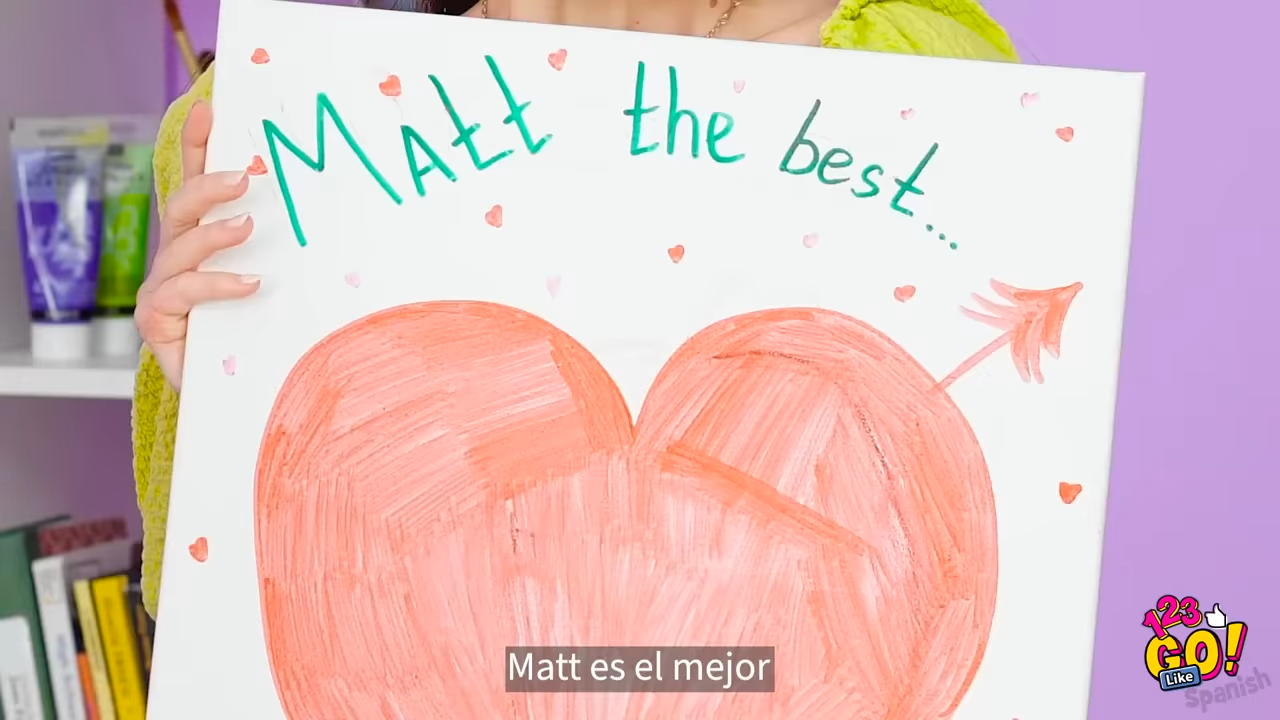 Matt the best...
Matt es el mejor
123
GO!
Like
Spanish